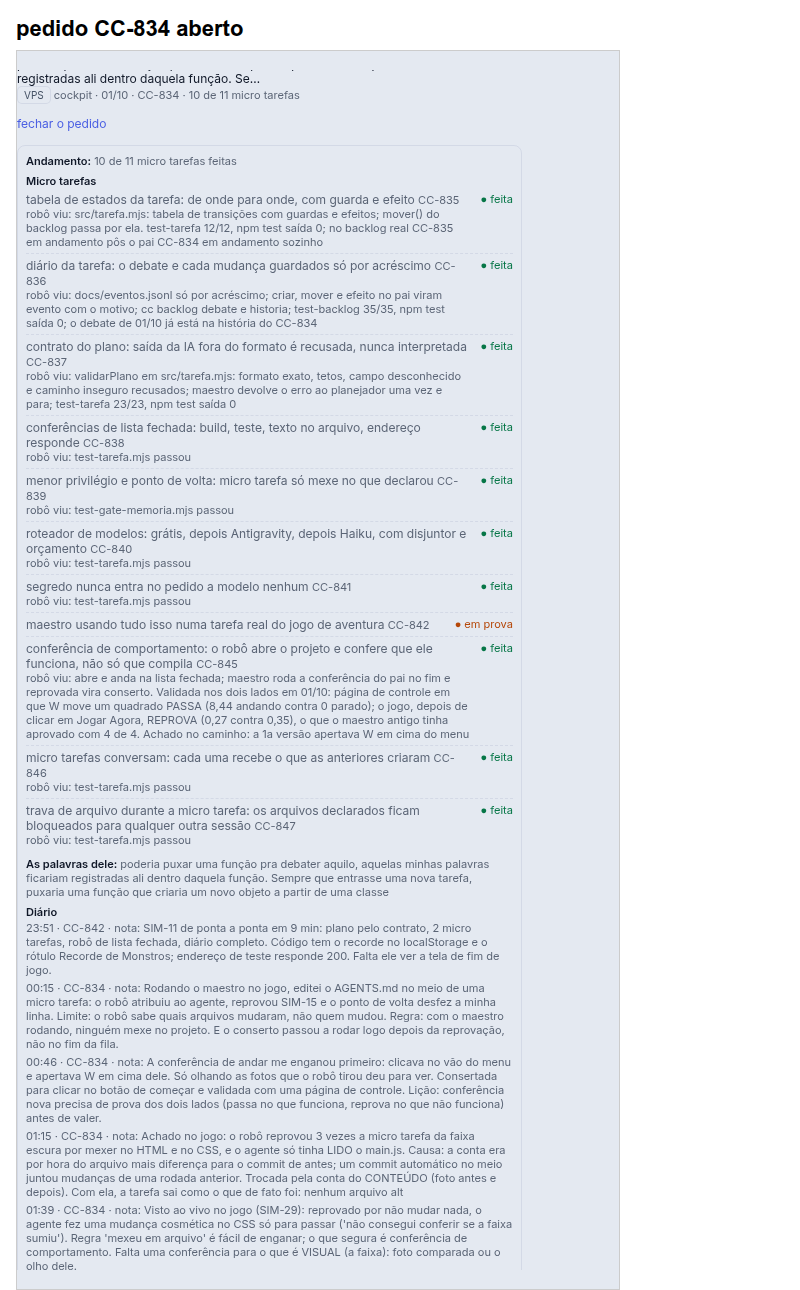 pedido CC-834 aberto
registradas ali dentro daquela função. Se...
VPS cockpit · 01/10 · CC-834 · 10 de 11 micro tarefas
fechar o pedido
Andamento: 10 de 11 micro tarefas feitas
Micro tarefas
tabela de estados da tarefa: de onde para onde, com guarda e efeito CC-835 ● feita
robô viu: src/tarefa.mjs: tabela de transições com guardas e efeitos; mover() do
backlog passa por ela. test-tarefa 12/12, npm test saída 0; no backlog real CC-835
em andamento pôs o pai CC-834 em andamento sozinho
diário da tarefa: o debate e cada mudança guardados só por acréscimo CC- ● feita
836
robô viu: docs/eventos.jsonl só por acréscimo; criar, mover e efeito no pai viram
evento com o motivo; cc backlog debate e historia; test-backlog 35/35, npm test
saída 0; o debate de 01/10 já está na história do CC-834
contrato do plano: saída da IA fora do formato é recusada, nunca interpretada ● feita
CC-837
robô viu: validarPlano em src/tarefa.mjs: formato exato, tetos, campo desconhecido
e caminho inseguro recusados; maestro devolve o erro ao planejador uma vez e
para; test-tarefa 23/23, npm test saída 0
conferências de lista fechada: build, teste, texto no arquivo, endereço ● feita
responde CC-838
robô viu: test-tarefa.mjs passou
menor privilégio e ponto de volta: micro tarefa só mexe no que declarou CC- ● feita
839
robô viu: test-gate-memoria.mjs passou
roteador de modelos: grátis, depois Antigravity, depois Haiku, com disjuntor e ● feita
orçamento CC-840
robô viu: test-tarefa.mjs passou
segredo nunca entra no pedido a modelo nenhum CC-841 ● feita
robô viu: test-tarefa.mjs passou
maestro usando tudo isso numa tarefa real do jogo de aventura CC-842 ● em prova
conferência de comportamento: o robô abre o projeto e confere que ele ● feita
funciona, não só que compila CC-845
robô viu: abre e anda na lista fechada; maestro roda a conferência do pai no fim e
reprovada vira conserto. Validada nos dois lados em 01/10: página de controle em
que W move um quadrado PASSA (8,44 andando contra 0 parado); o jogo, depois de
clicar em Jogar Agora, REPROVA (0,27 contra 0,35), o que o maestro antigo tinha
aprovado com 4 de 4. Achado no caminho: a 1a versão apertava W em cima do menu
micro tarefas conversam: cada uma recebe o que as anteriores criaram CC- ● feita
846
robô viu: test-tarefa.mjs passou
trava de arquivo durante a micro tarefa: os arquivos declarados ficam ● feita
bloqueados para qualquer outra sessão CC-847
robô viu: test-tarefa.mjs passou
As palavras dele: poderia puxar uma função pra debater aquilo, aquelas minhas palavras
ficariam registradas ali dentro daquela função. Sempre que entrasse uma nova tarefa,
puxaria uma função que criaria um novo objeto a partir de uma classe
Diário
23:51 · CC-842 · nota: SIM-11 de ponta a ponta em 9 min: plano pelo contrato, 2 micro
tarefas, robô de lista fechada, diário completo. Código tem o recorde no localStorage e o
rótulo Recorde de Monstros; endereço de teste responde 200. Falta ele ver a tela de fim de
jogo.
00:15 · CC-834 · nota: Rodando o maestro no jogo, editei o AGENTS.md no meio de uma
micro tarefa: o robô atribuiu ao agente, reprovou SIM-15 e o ponto de volta desfez a minha
linha. Limite: o robô sabe quais arquivos mudaram, não quem mudou. Regra: com o maestro
rodando, ninguém mexe no projeto. E o conserto passou a rodar logo depois da reprovação,
não no fim da fila.
00:46 · CC-834 · nota: A conferência de andar me enganou primeiro: clicava no vão do menu
e apertava W em cima dele. Só olhando as fotos que o robô tirou deu para ver. Consertada
para clicar no botão de começar e validada com uma página de controle. Lição: conferência
nova precisa de prova dos dois lados (passa no que funciona, reprova no que não funciona)
antes de valer.
01:15 · CC-834 · nota: Achado no jogo: o robô reprovou 3 vezes a micro tarefa da faixa
escura por mexer no HTML e no CSS, e o agente só tinha LIDO o main.js. Causa: a conta era
por hora do arquivo mais diferença para o commit de antes; um commit automático no meio
juntou mudanças de uma rodada anterior. Trocada pela conta do CONTEÚDO (foto antes e
depois). Com ela, a tarefa sai como o que de fato foi: nenhum arquivo alt
01:39 · CC-834 · nota: Visto ao vivo no jogo (SIM-29): reprovado por não mudar nada, o
agente fez uma mudança cosmética no CSS só para passar ('não consegui conferir se a faixa
sumiu'). Regra 'mexeu em arquivo' é fácil de enganar; o que segura é conferência de
comportamento. Falta uma conferência para o que é VISUAL (a faixa): foto comparada ou o
olho dele.